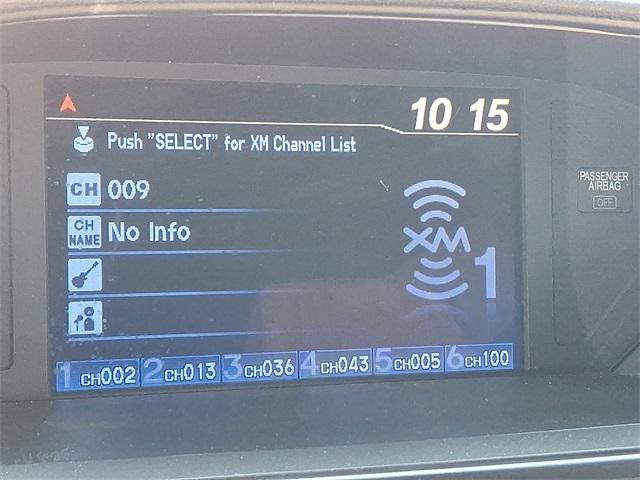 10 15
Push "SELECT" for XM Channel List
CH 009
CH NAME No Info
XM 1
1 CH002 2 CH013 3 CH036 4 CH043 5 CH005 6 CH100
PASSENGER
AIRBAG
OFF